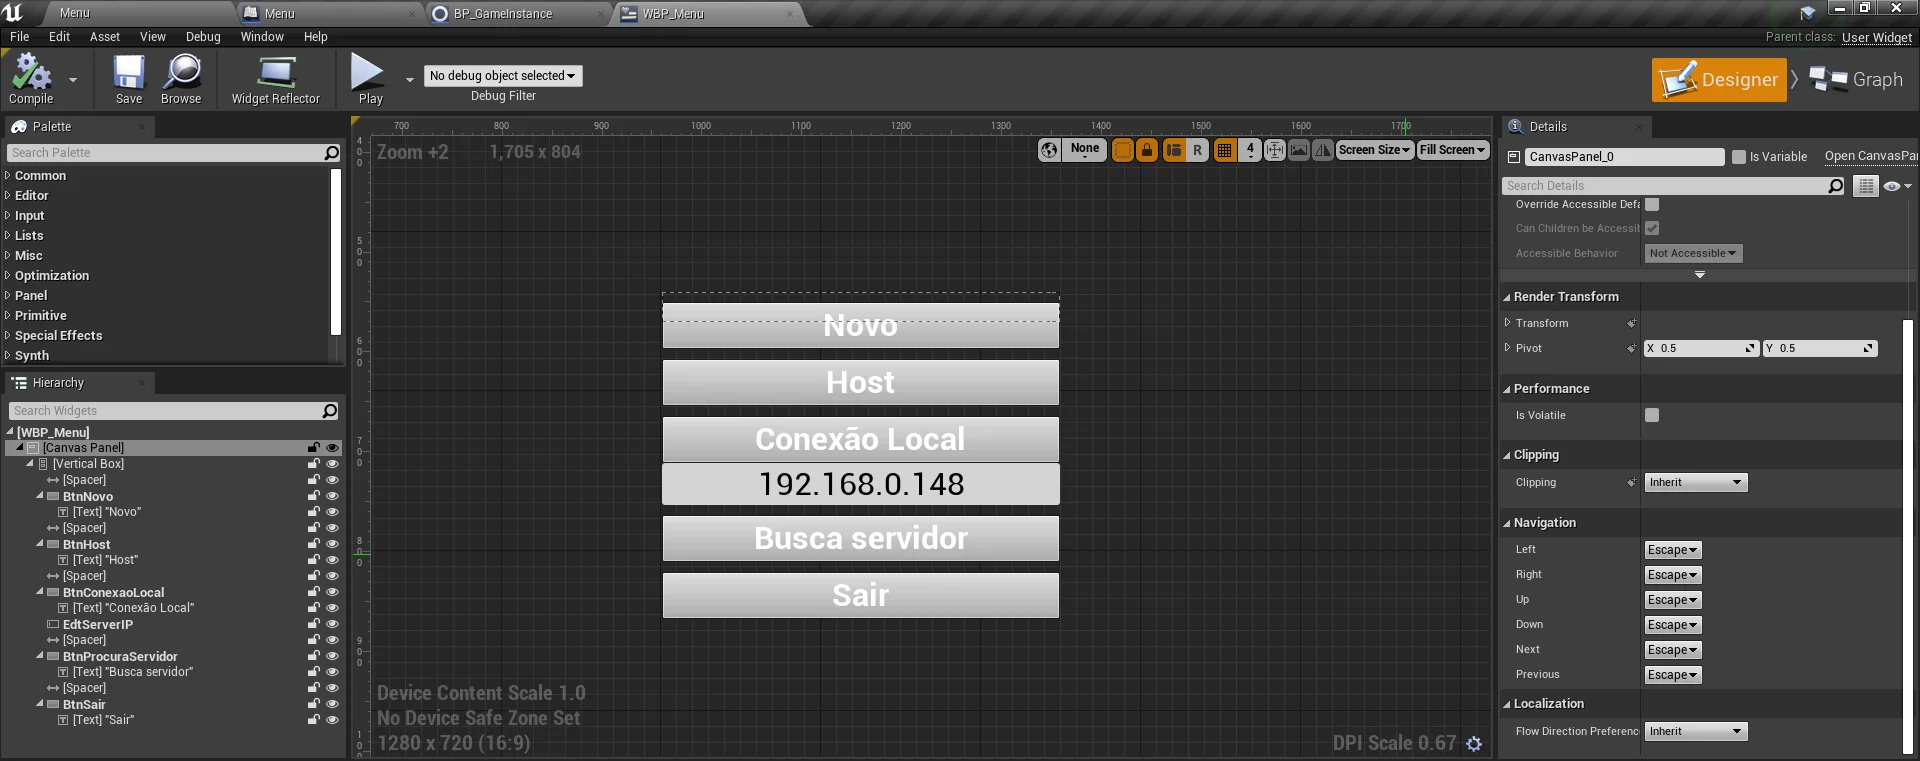 Menu
Menu
BP_GameInstance
WBP_Menu
File Edit Asset View Debug Window Help
Parent class: User Widget
Compile
Save
Browse
Widget Reflector
Play
No debug object selected
Debug Filter
Designer
Graph
Palette
Search Palette
Common
Editor
Input
Lists
Misc
Optimization
Panel
Primitive
Special Effects
Synth
Hierarchy
Search Widgets
[WBP_Menu]
[Canvas Panel]
[Vertical Box]
[Spacer]
BtnNovo
[Text] "Novo"
[Spacer]
BtnHost
[Text] "Host"
[Spacer]
BtnConexaoLocal
[Text] "Conexão Local"
EdtServerIP
[Spacer]
BtnProcuraServidor
[Text] "Busca servidor"
[Spacer]
BtnSair
[Text] "Sair"
700 800 900 1000 1100 1200 1300 1400 1500 1600 1700
Zoom +2
1,705 x 804
None
R
4
Screen Size
Fill Screen
Novo
Host
Conexão Local
192.168.0.148
Busca servidor
Sair
Device Content Scale 1.0
No Device Safe Zone Set
1280 x 720 (16:9)
DPI Scale 0.67
Details
CanvasPanel_0
Is Variable
Open CanvasPa
Search Details
Override Accessible Defa
Can Children be Accessib
Accessible Behavior
Not Accessible
Render Transform
Transform
Pivot
X 0.5
Y 0.5
Performance
Is Volatile
Clipping
Clipping
Inherit
Navigation
Left Escape
Right Escape
Up Escape
Down Escape
Next Escape
Previous Escape
Localization
Flow Direction Preference
Inherit